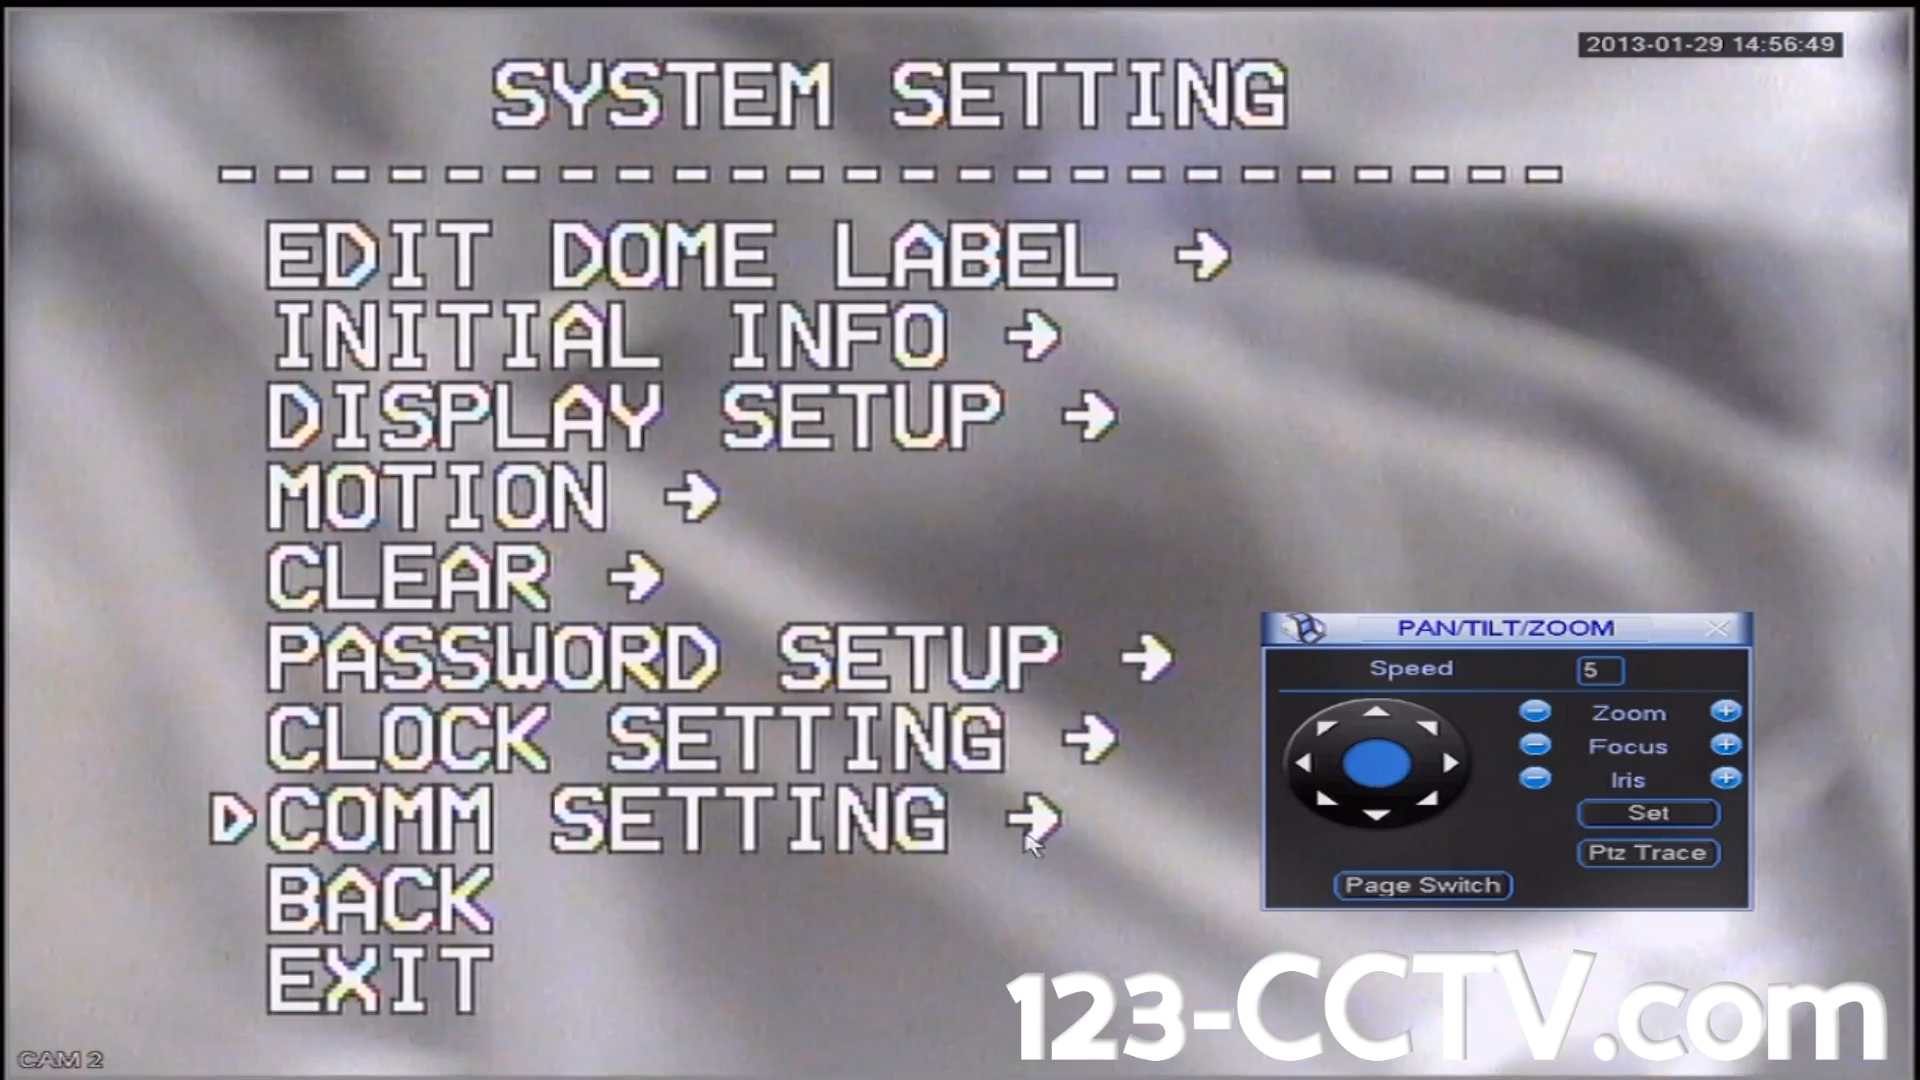 2013-01-29 14:56:49
SYSTEM SETTING
------------------------
EDIT DOME LABEL →
INITIAL INFO →
DISPLAY SETUP →
MOTION →
CLEAR →
PASSWORD SETUP →
CLOCK SETTING →
COMM SETTING →
BACK
EXIT
PAN/TILT/ZOOM
Speed 5
Zoom
Focus
Iris
Set
Ptz Trace
Page Switch
123-CCTV.com
CAM 2